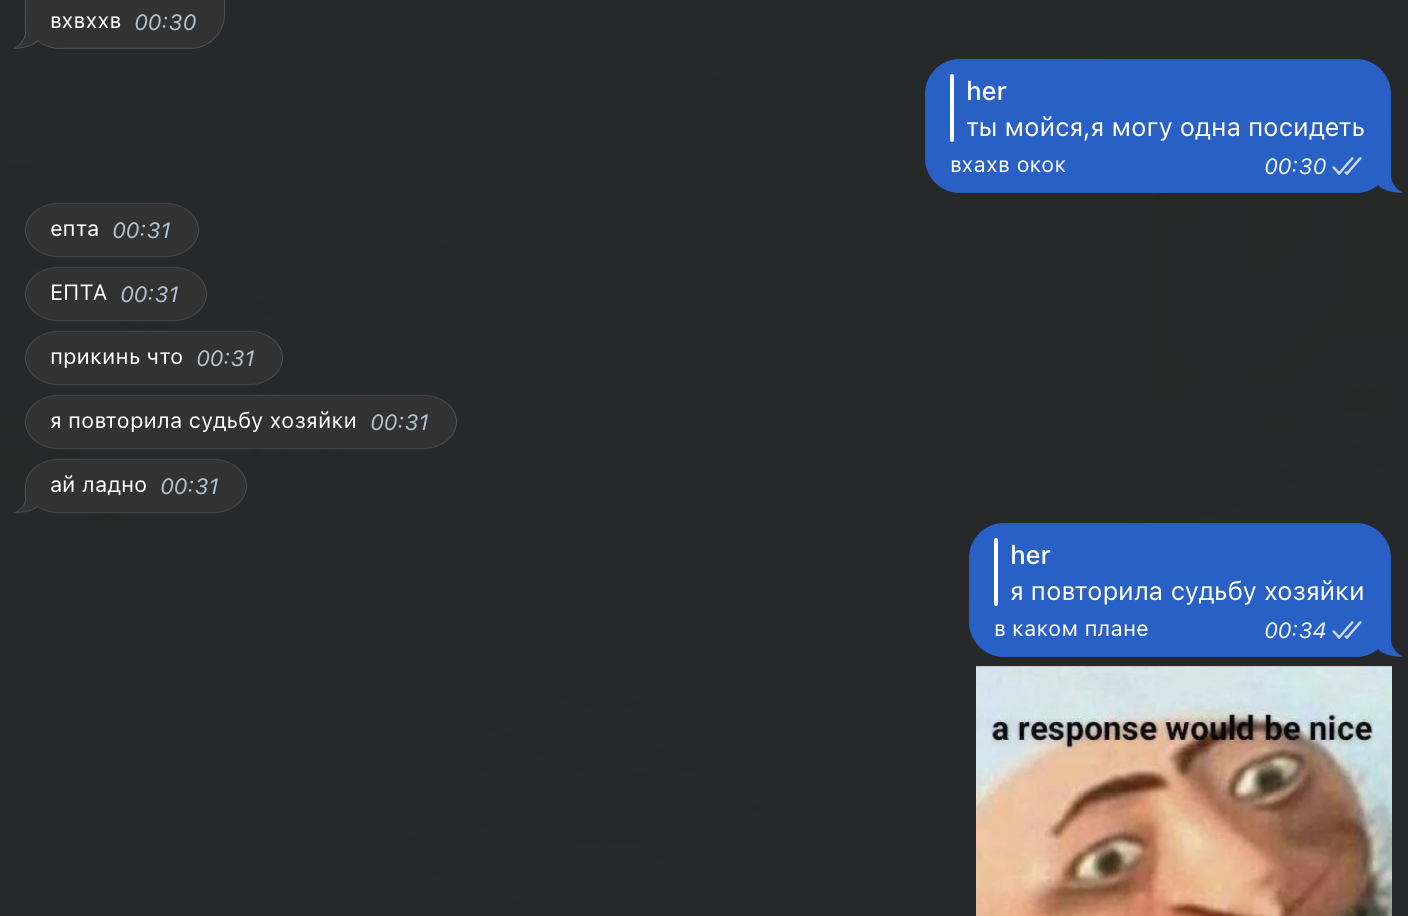 вхвххв 00:30
her
ты мойся,я могу одна посидеть
вхахв окок 00:30
епта 00:31
ЕПТА 00:31
прикинь что 00:31
я повторила судьбу хозяйки 00:31
ай ладно 00:31
her
я повторила судьбу хозяйки
в каком плане 00:34
a response would be nice